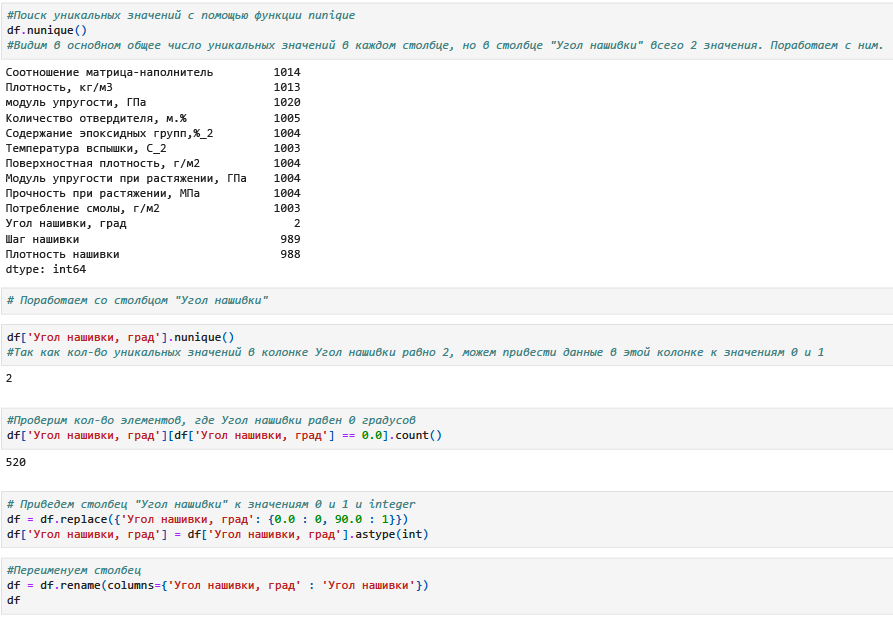 #Поиск уникальных значений с помощью функции nunique
df.nunique()
#Видим в основном общее число уникальных значений в каждом столбце, но в столбце "Угол нашивки" всего 2 значения. Поработаем с ним.
Соотношение матрица-наполнитель 1014
Плотность, кг/м3 1013
модуль упругости, ГПа 1020
Количество отвердителя, м.% 1005
Содержание эпоксидных групп,%_2 1004
Температура вспышки, С_2 1003
Поверхностная плотность, г/м2 1004
Модуль упругости при растяжении, ГПа 1004
Прочность при растяжении, МПа 1004
Потребление смолы, г/м2 1003
Угол нашивки, град 2
Шаг нашивки 989
Плотность нашивки 988
dtype: int64
# Поработаем со столбцом "Угол нашивки"
df['Угол нашивки, град'].nunique()
#Так как кол-во уникальных значений в колонке Угол нашивки равно 2, можем привести данные в этой колонке к значениям 0 и 1
2
#Проверим кол-во элементов, где Угол нашивки равен 0 градусов
df['Угол нашивки, град'][df['Угол нашивки, град'] == 0.0].count()
520
# Приведем столбец "Угол нашивки" к значениям 0 и 1 и integer
df = df.replace({'Угол нашивки, град': {0.0 : 0, 90.0 : 1}})
df['Угол нашивки, град'] = df['Угол нашивки, град'].astype(int)
#Переименуем столбец
df = df.rename(columns={'Угол нашивки, град' : 'Угол нашивки'})
df